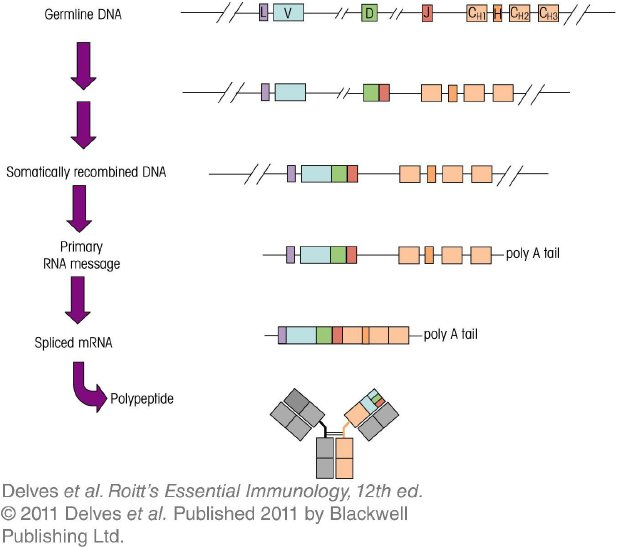 Germline DNA
L V D J CH1 H CH2 CH3
Somatically recombined DNA
Primary
RNA message
poly A tail
Spliced mRNA
poly A tail
Polypeptide
Delves et al. Roitt's Essential Immunology, 12th ed.
© 2011 Delves et al. Published 2011 by Blackwell
Publishing Ltd.